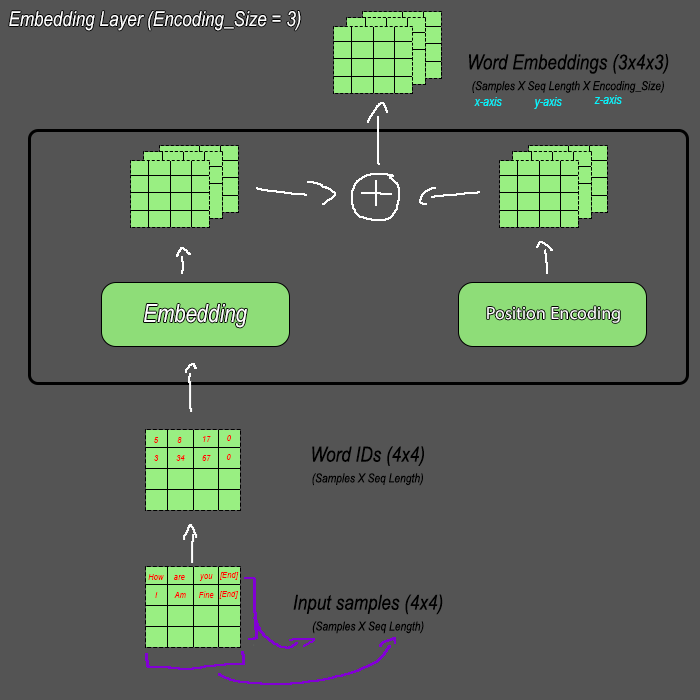 Embedding Layer (Encoding_Size = 3)
Word Embeddings (3x4x3)
(Samples X Seq Length X Encoding_Size)
x-axis y-axis z-axis
Embedding
Position Encoding
5 8 17 0
3 34 57 0
Word IDs (4x4)
(Samples X Seq Length)
How are you [End]
I Am Fine [End]
Input samples (4x4)
(Samples X Seq Length)